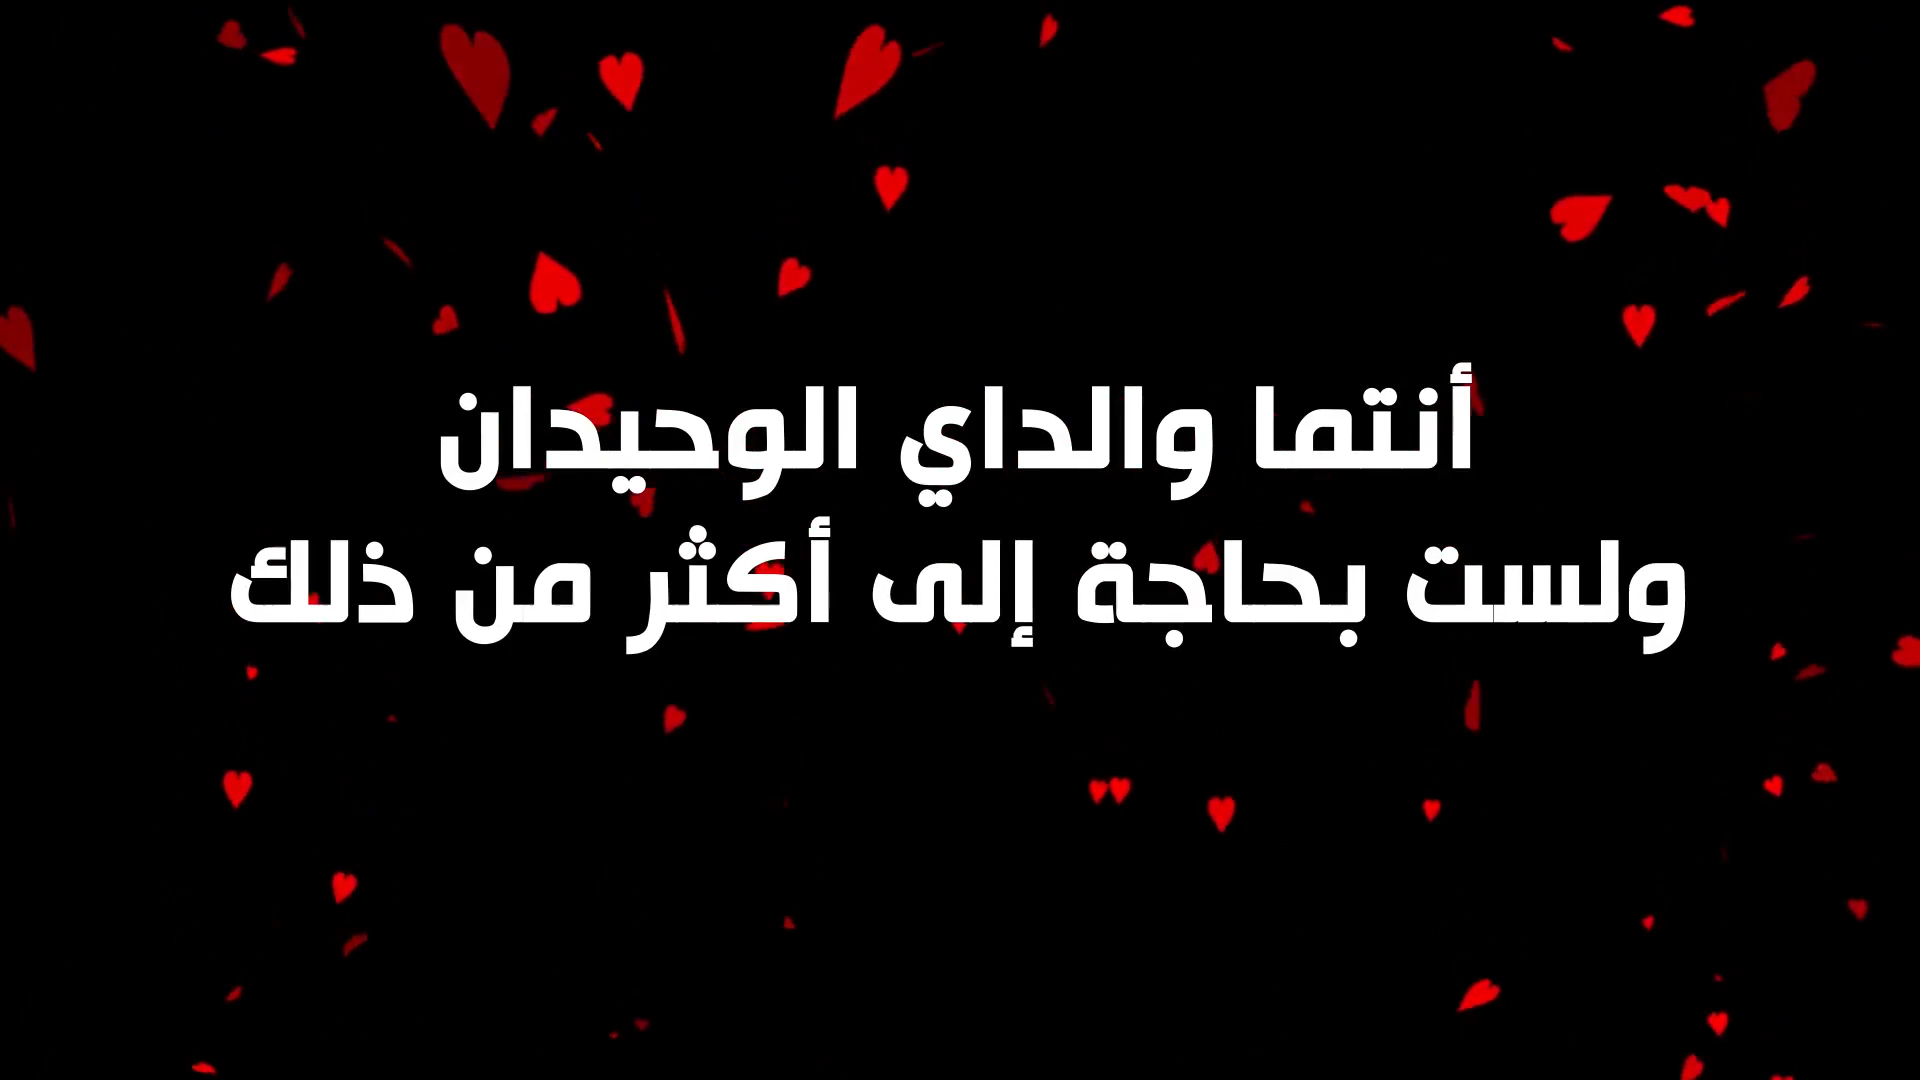 أنتما والداي الوحيدان
ولست بحاجة إلى أكثر من ذلك